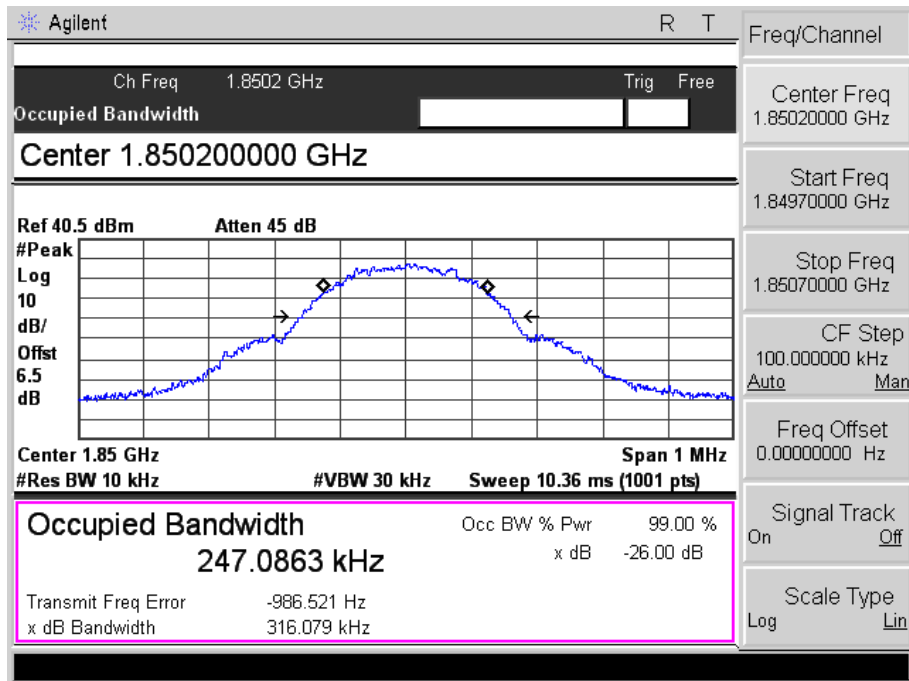 Agilent
R T
Ch Freq 1.8502 GHz Trig Free
Occupied Bandwidth
Center 1.850200000 GHz
Ref 40.5 dBm Atten 45 dB
#Peak
Log
10
dB/
Offst
6.5
dB
Center 1.85 GHz Span 1 MHz
#Res BW 10 kHz #VBW 30 kHz Sweep 10.36 ms (1001 pts)
Occupied Bandwidth
247.0863 kHz
Occ BW % Pwr 99.00 %
x dB -26.00 dB
Transmit Freq Error -986.521 Hz
x dB Bandwidth 316.079 kHz
Freq/Channel
Center Freq
1.85020000 GHz
Start Freq
1.84970000 GHz
Stop Freq
1.85070000 GHz
CF Step
100.000000 kHz
Auto Man
Freq Offset
0.00000000 Hz
Signal Track
On Off
Scale Type
Log Lin